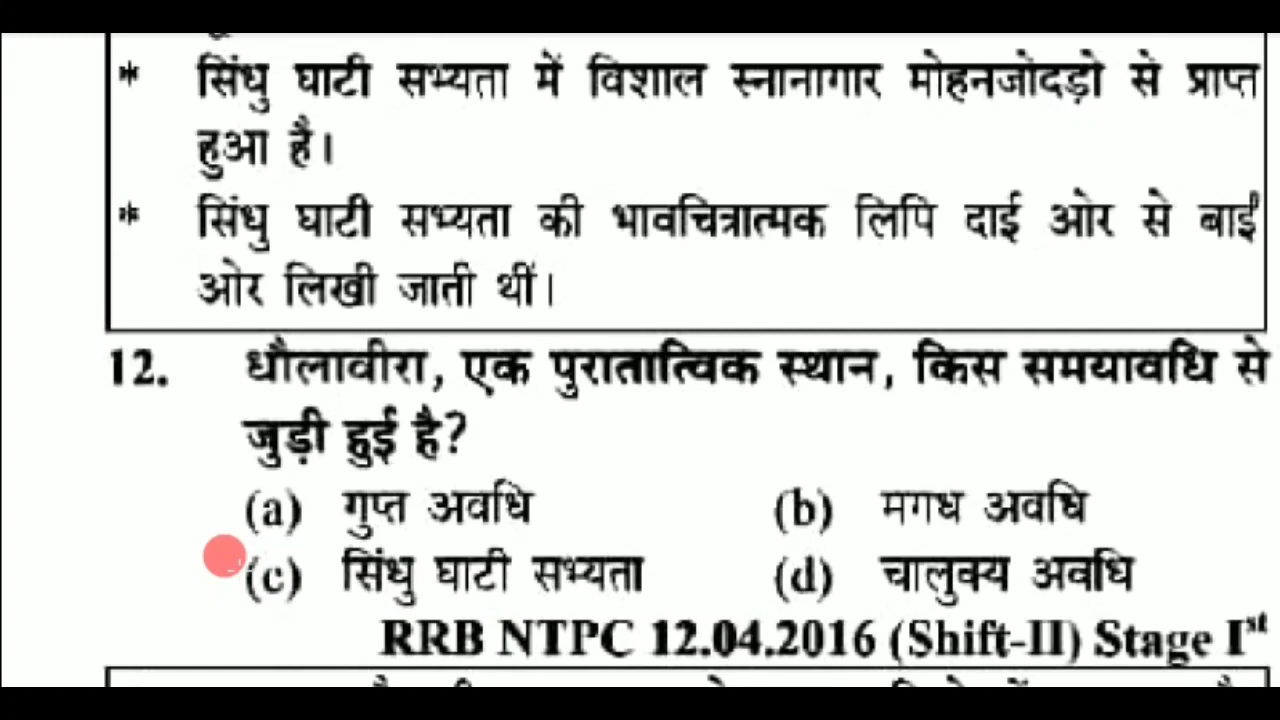 * सिंधु घाटी सभ्यता में विशाल स्नानागार मोहनजोदड़ो से प्राप्त
हुआ है।
* सिंधु घाटी सभ्यता की भावचित्रात्मक लिपि दाई ओर से बाईं
ओर लिखी जाती थीं।
12. धौलावीरा, एक पुरातात्विक स्थान, किस समयावधि से
जुड़ी हुई है?
(a) गुप्त अवधि (b) मगध अवधि
(c) सिंधु घाटी सभ्यता (d) चालुक्य अवधि
RRB NTPC 12.04.2016 (Shift-II) Stage Iˢᵗ